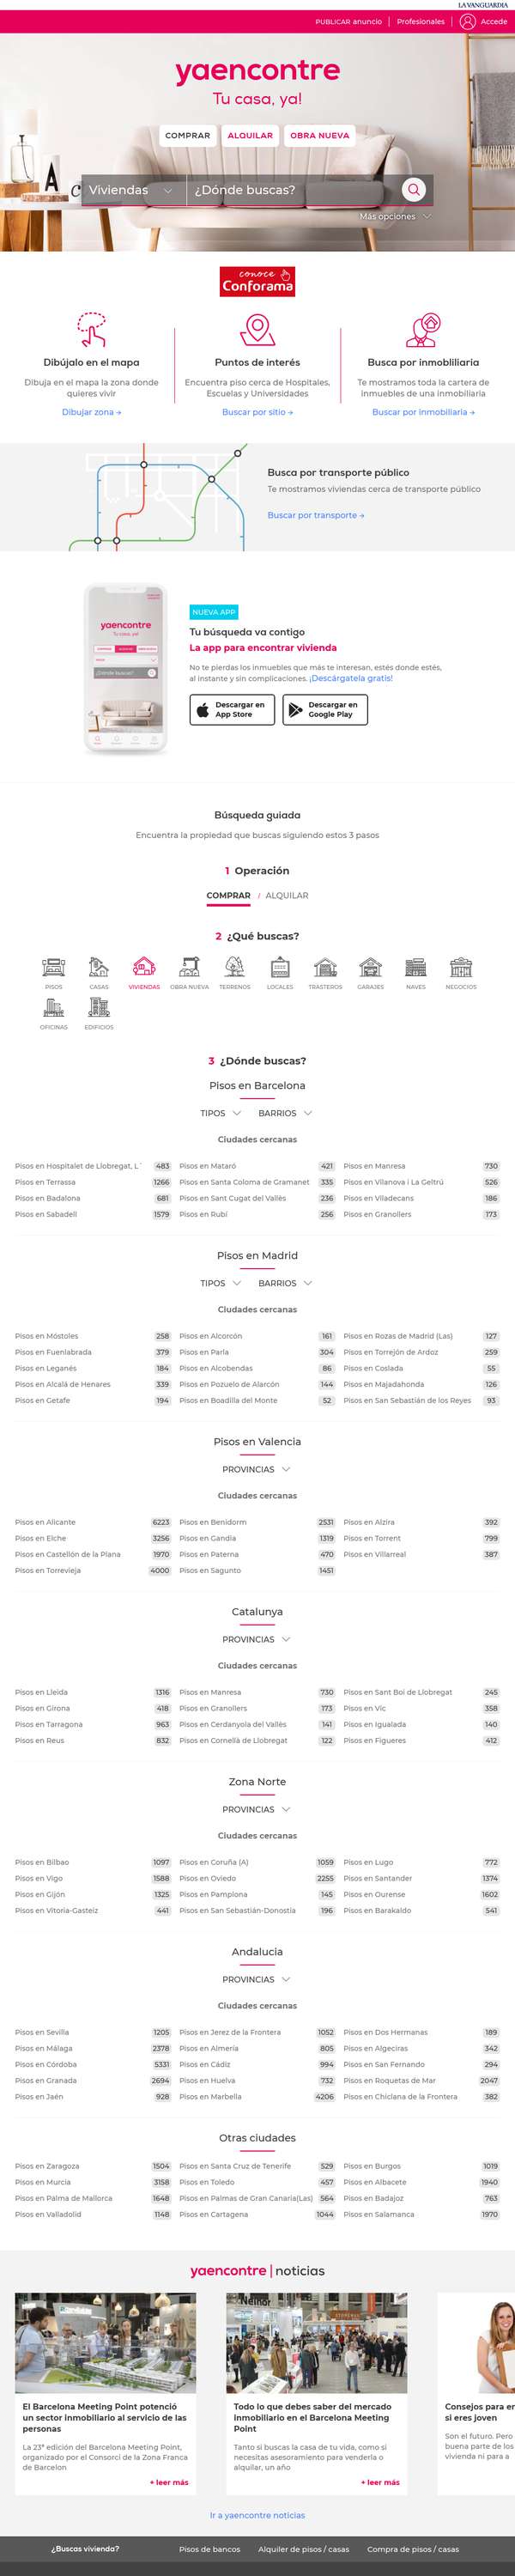 LA VANGUARDIA
PUBLICAR anuncio
Profesionales
Accede
yaencontre
Tu casa, ya!
COMPRAR
ALQUILAR
OBRA NUEVA
Viviendas
¿Dónde buscas?
Más opciones
conoce
Conforama
Dibújalo en el mapa
Dibuja en el mapa la zona donde
quieres vivir
Dibujar zona →
Puntos de interés
Encuentra piso cerca de Hospitales,
Escuelas y Universidades
Buscar por sitio →
Busca por inmobliliaria
Te mostramos toda la cartera de
inmuebles de una inmobiliaria
Buscar por inmobiliaria →
Busca por transporte público
Te mostramos viviendas cerca de transporte público
Buscar por transporte →
yaencontre
Tu casa, ya!
NUEVA APP
Tu búsqueda va contigo
La app para encontrar vivienda
No te pierdas los inmuebles que más te interesan, estés donde estés,
al instante y sin complicaciones. ¡Descárgatela gratis!
Descargar en
App Store
Descargar en
Google Play
Búsqueda guiada
Encuentra la propiedad que buscas siguiendo estos 3 pasos
1 Operación
COMPRAR / ALQUILAR
2 ¿Qué buscas?
PISOS
CASAS
VIVIENDAS
OBRA NUEVA
TERRENOS
LOCALES
TRASTEROS
GARAJES
NAVES
NEGOCIOS
OFICINAS
EDIFICIOS
3 ¿Dónde buscas?
Pisos en Barcelona
TIPOS BARRIOS
Ciudades cercanas
Pisos en Hospitalet de Llobregat, L´ 483 Pisos en Mataró 421 Pisos en Manresa 730
Pisos en Terrassa 1266 Pisos en Santa Coloma de Gramanet 335 Pisos en Vilanova i La Geltrú 526
Pisos en Badalona 681 Pisos en Sant Cugat del Vallès 236 Pisos en Viladecans 186
Pisos en Sabadell 1579 Pisos en Rubí 256 Pisos en Granollers 173
Pisos en Madrid
TIPOS BARRIOS
Ciudades cercanas
Pisos en Móstoles 258 Pisos en Alcorcón 161 Pisos en Rozas de Madrid (Las) 127
Pisos en Fuenlabrada 379 Pisos en Parla 304 Pisos en Torrejón de Ardoz 259
Pisos en Leganés 184 Pisos en Alcobendas 86 Pisos en Coslada 55
Pisos en Alcalá de Henares 339 Pisos en Pozuelo de Alarcón 144 Pisos en Majadahonda 126
Pisos en Getafe 194 Pisos en Boadilla del Monte 52 Pisos en San Sebastián de los Reyes 93
Pisos en Valencia
PROVINCIAS
Ciudades cercanas
Pisos en Alicante 6223 Pisos en Benidorm 2531 Pisos en Alzira 392
Pisos en Elche 3256 Pisos en Gandia 1319 Pisos en Torrent 799
Pisos en Castellón de la Plana 1970 Pisos en Paterna 470 Pisos en Villarreal 387
Pisos en Torrevieja 4000 Pisos en Sagunto 1451
Catalunya
PROVINCIAS
Ciudades cercanas
Pisos en Lleida 1316 Pisos en Manresa 730 Pisos en Sant Boi de Llobregat 245
Pisos en Girona 418 Pisos en Granollers 173 Pisos en Vic 358
Pisos en Tarragona 963 Pisos en Cerdanyola del Vallès 141 Pisos en Igualada 140
Pisos en Reus 832 Pisos en Cornellà de Llobregat 122 Pisos en Figueres 412
Zona Norte
PROVINCIAS
Ciudades cercanas
Pisos en Bilbao 1097 Pisos en Coruña (A) 1059 Pisos en Lugo 772
Pisos en Vigo 1588 Pisos en Oviedo 2255 Pisos en Santander 1374
Pisos en Gijón 1325 Pisos en Pamplona 145 Pisos en Ourense 1602
Pisos en Vitoria-Gasteiz 441 Pisos en San Sebastián-Donostia 196 Pisos en Barakaldo 541
Andalucia
PROVINCIAS
Ciudades cercanas
Pisos en Sevilla 1205 Pisos en Jerez de la Frontera 1052 Pisos en Dos Hermanas 189
Pisos en Málaga 2378 Pisos en Almería 805 Pisos en Algeciras 342
Pisos en Córdoba 5331 Pisos en Cádiz 994 Pisos en San Fernando 294
Pisos en Granada 2694 Pisos en Huelva 732 Pisos en Roquetas de Mar 2047
Pisos en Jaén 928 Pisos en Marbella 4206 Pisos en Chiclana de la Frontera 382
Otras ciudades
Pisos en Zaragoza 1504 Pisos en Santa Cruz de Tenerife 529 Pisos en Burgos 1019
Pisos en Murcia 3158 Pisos en Toledo 457 Pisos en Albacete 1940
Pisos en Palma de Mallorca 1648 Pisos en Palmas de Gran Canaria(Las) 564 Pisos en Badajoz 763
Pisos en Valladolid 1148 Pisos en Cartagena 1044 Pisos en Salamanca 1970
yaencontre | noticias
Neinor
El Barcelona Meeting Point potenció
un sector inmobiliario al servicio de las
personas
La 23ª edición del Barcelona Meeting Point,
organizado por el Consorci de la Zona Franca
de Barcelon
+ leer más
Todo lo que debes saber del mercado
inmobiliario en el Barcelona Meeting
Point
Tanto si buscas la casa de tu vida, como si
necesitas asesoramiento para venderla o
alquilar, un año
+ leer más
Consejos para er
si eres joven
Son el futuro. Pero
buena parte de los
vivienda ni para a
Ir a yaencontre noticias
¿Buscas vivienda?
Pisos de bancos
Alquiler de pisos / casas
Compra de pisos / casas